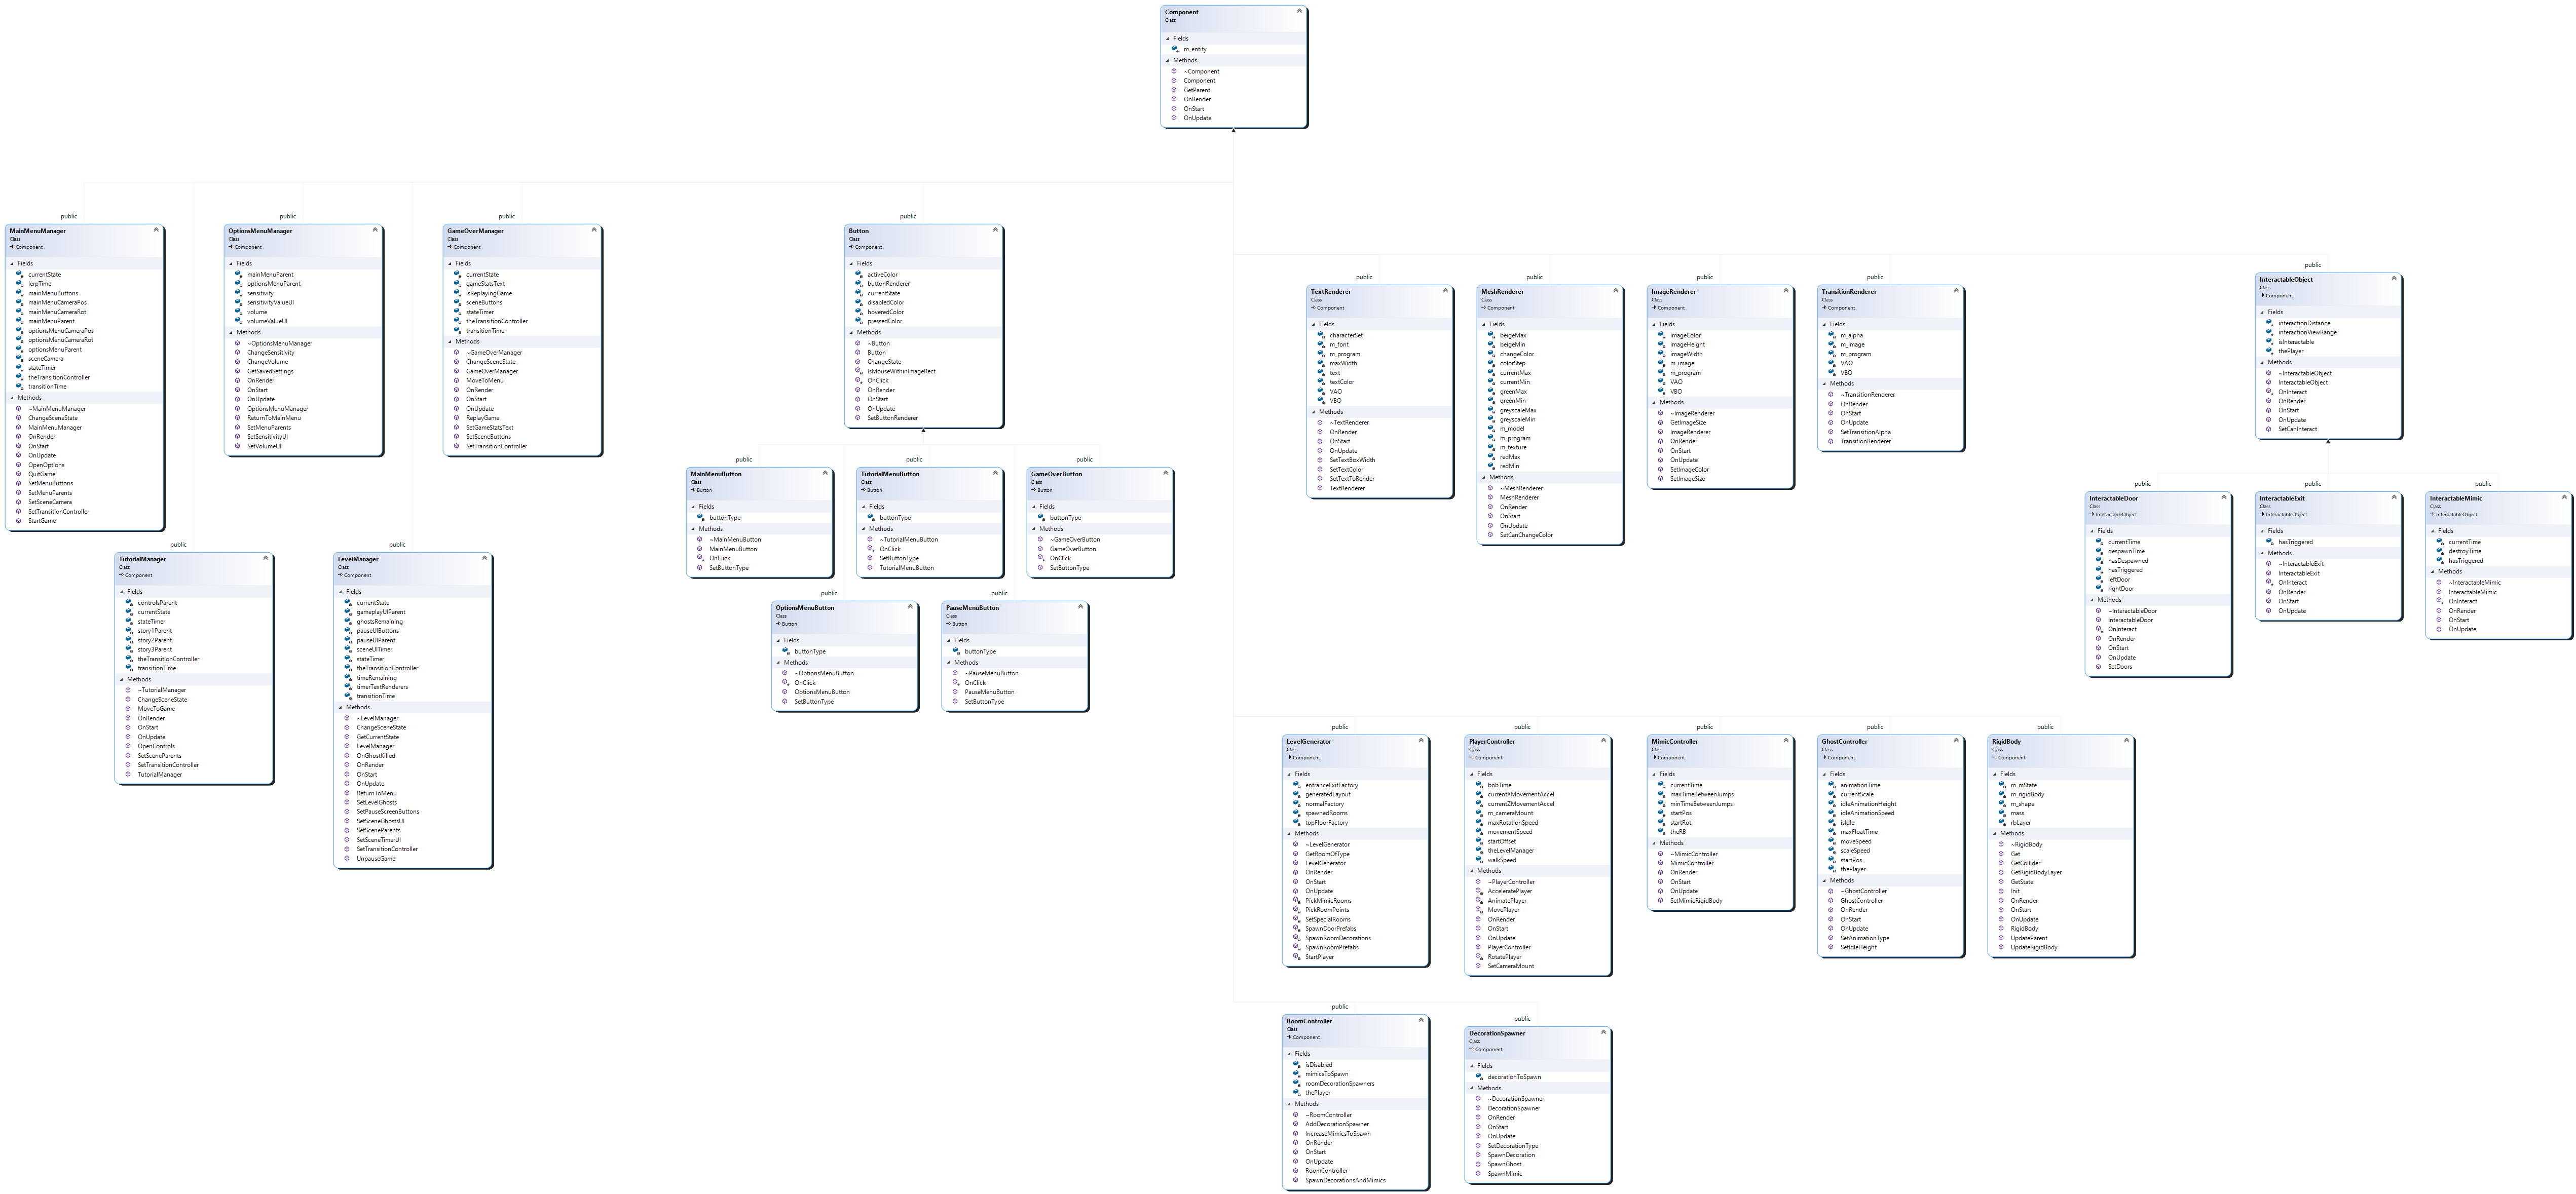 Component
Class
Fields
m_entity
Methods
~Component
Component
GetParent
OnRender
OnStart
OnUpdate
public
MainMenuManager
Class
Component
Fields
currentState
lerpTime
mainMenuButtons
mainMenuCameraPos
mainMenuCameraRot
mainMenuParent
optionsMenuCameraPos
optionsMenuCameraRot
optionsMenuParent
sceneCamera
stateTimer
theTransitionController
transitionTime
Methods
~MainMenuManager
ChangeSceneState
MainMenuManager
OnRender
OnStart
OnUpdate
OpenOptions
QuitGame
SetMenuButtons
SetMenuParents
SetSceneCamera
SetTransitionController
StartGame
public
OptionsMenuManager
Class
Component
Fields
mainMenuParent
optionsMenuParent
sensitivity
sensitivityValueUI
volume
volumeValueUI
Methods
~OptionsMenuManager
ChangeSensitivity
ChangeVolume
GetSavedSettings
OnRender
OnStart
OnUpdate
OptionsMenuManager
ReturnToMainMenu
SetMenuParents
SetSensitivityUI
SetVolumeUI
public
GameOverManager
Class
Component
Fields
currentState
gameStatsText
isReplayingGame
sceneButtons
stateTimer
theTransitionController
transitionTime
Methods
~GameOverManager
ChangeSceneState
GameOverManager
MoveToMenu
OnRender
OnStart
OnUpdate
ReplayGame
SetGameStatsText
SetSceneButtons
SetTransitionController
public
Button
Class
Component
Fields
activeColor
buttonRenderer
currentState
disabledColor
hoveredColor
pressedColor
Methods
~Button
Button
ChangeState
IsMouseWithinImageRect
OnClick
OnRender
OnStart
OnUpdate
SetButtonRenderer
public
TextRenderer
Class
Component
Fields
characterSet
m_font
m_program
maxWidth
text
textColor
VAO
VBO
Methods
~TextRenderer
OnRender
OnStart
OnUpdate
SetTextBoxWidth
SetTextColor
SetTextToRender
TextRenderer
public
MeshRenderer
Class
Component
Fields
beigeMax
beigeMin
changeColor
colorStep
currentMax
currentMin
greenMax
greenMin
greyscaleMax
greyscaleMin
m_model
m_program
m_texture
redMax
redMin
Methods
~MeshRenderer
MeshRenderer
OnRender
OnStart
OnUpdate
SetCanChangeColor
public
ImageRenderer
Class
Component
Fields
imageColor
imageHeight
imageWidth
m_image
m_program
VAO
VBO
Methods
~ImageRenderer
GetImageSize
ImageRenderer
OnRender
OnStart
OnUpdate
SetImageColor
SetImageSize
public
TransitionRenderer
Class
Component
Fields
m_alpha
m_image
m_program
VAO
VBO
Methods
~TransitionRenderer
OnRender
OnStart
OnUpdate
SetTransitionAlpha
TransitionRenderer
public
InteractableObject
Class
Component
Fields
interactionDistance
interactionViewRange
isInteractable
thePlayer
Methods
~InteractableObject
InteractableObject
OnInteract
OnRender
OnStart
OnUpdate
SetCanInteract
public
MainMenuButton
Class
Button
Fields
buttonType
Methods
~MainMenuButton
MainMenuButton
OnClick
SetButtonType
public
TutorialMenuButton
Class
Button
Fields
buttonType
Methods
~TutorialMenuButton
OnClick
SetButtonType
TutorialMenuButton
public
GameOverButton
Class
Button
Fields
buttonType
Methods
~GameOverButton
GameOverButton
OnClick
SetButtonType
public
InteractableDoor
Class
InteractableObject
Fields
currentTime
despawnTime
hasDespawned
hasTriggered
leftDoor
rightDoor
Methods
~InteractableDoor
InteractableDoor
OnInteract
OnRender
OnStart
OnUpdate
SetDoors
public
InteractableExit
Class
InteractableObject
Fields
hasTriggered
Methods
~InteractableExit
InteractableExit
OnInteract
OnRender
OnStart
OnUpdate
public
InteractableMimic
Class
InteractableObject
Fields
currentTime
destroyTime
hasTriggered
Methods
~InteractableMimic
InteractableMimic
OnInteract
OnRender
OnStart
OnUpdate
public
TutorialManager
Class
Component
Fields
controlsParent
currentState
stateTimer
story1Parent
story2Parent
story3Parent
theTransitionController
transitionTime
Methods
~TutorialManager
ChangeSceneState
MoveToGame
OnRender
OnStart
OnUpdate
OpenControls
SetSceneParents
SetTransitionController
TutorialManager
public
LevelManager
Class
Component
Fields
currentState
gameplayUIParent
ghostsRemaining
pauseUIButtons
pauseUIParent
sceneUITimer
stateTimer
theTransitionController
timeRemaining
timerTextRenderers
transitionTime
Methods
~LevelManager
ChangeSceneState
GetCurrentState
LevelManager
OnGhostKilled
OnRender
OnStart
OnUpdate
ReturnToMenu
SetLevelGhosts
SetPauseScreenButtons
SetSceneGhostsUI
SetSceneParents
SetSceneTimerUI
SetTransitionController
UnpauseGame
public
OptionsMenuButton
Class
Button
Fields
buttonType
Methods
~OptionsMenuButton
OnClick
OptionsMenuButton
SetButtonType
public
PauseMenuButton
Class
Button
Fields
buttonType
Methods
~PauseMenuButton
OnClick
PauseMenuButton
SetButtonType
public
LevelGenerator
Class
Component
Fields
entranceExitFactory
generatedLayout
normalFactory
spawnedRooms
topFloorFactory
Methods
~LevelGenerator
GetRoomOfType
LevelGenerator
OnRender
OnStart
OnUpdate
PickMimicRooms
PickRoomPoints
SetSpecialRooms
SpawnDoorPrefabs
SpawnRoomDecorations
SpawnRoomPrefabs
StartPlayer
public
PlayerController
Class
Component
Fields
bobTime
currentXMovementAccel
currentZMovementAccel
m_cameraMount
maxRotationSpeed
movementSpeed
startOffset
theLevelManager
walkSpeed
Methods
~PlayerController
AcceleratePlayer
AnimatePlayer
MovePlayer
OnRender
OnStart
OnUpdate
PlayerController
RotatePlayer
SetCameraMount
public
MimicController
Class
Component
Fields
currentTime
maxTimeBetweenJumps
minTimeBetweenJumps
startPos
startRot
theRB
Methods
~MimicController
MimicController
OnRender
OnStart
OnUpdate
SetMimicRigidBody
public
GhostController
Class
Component
Fields
animationTime
currentScale
idleAnimationHeight
idleAnimationSpeed
isIdle
maxFloatTime
moveSpeed
scaleSpeed
startPos
thePlayer
Methods
~GhostController
GhostController
OnRender
OnStart
OnUpdate
SetAnimationType
SetIdleHeight
public
RigidBody
Class
Component
Fields
m_mState
m_rigidBody
m_shape
mass
rbLayer
Methods
~RigidBody
Get
GetCollider
GetRigidBodyLayer
GetState
Init
OnRender
OnStart
OnUpdate
RigidBody
UpdateParent
UpdateRigidBody
public
RoomController
Class
Component
Fields
isDisabled
mimicsToSpawn
roomDecorationSpawners
thePlayer
Methods
~RoomController
AddDecorationSpawner
IncreaseMimicsToSpawn
OnRender
OnStart
OnUpdate
RoomController
SpawnDecorationsAndMimics
public
DecorationSpawner
Class
Component
Fields
decorationToSpawn
Methods
~DecorationSpawner
DecorationSpawner
OnRender
OnStart
OnUpdate
SetDecorationType
SpawnDecoration
SpawnGhost
SpawnMimic